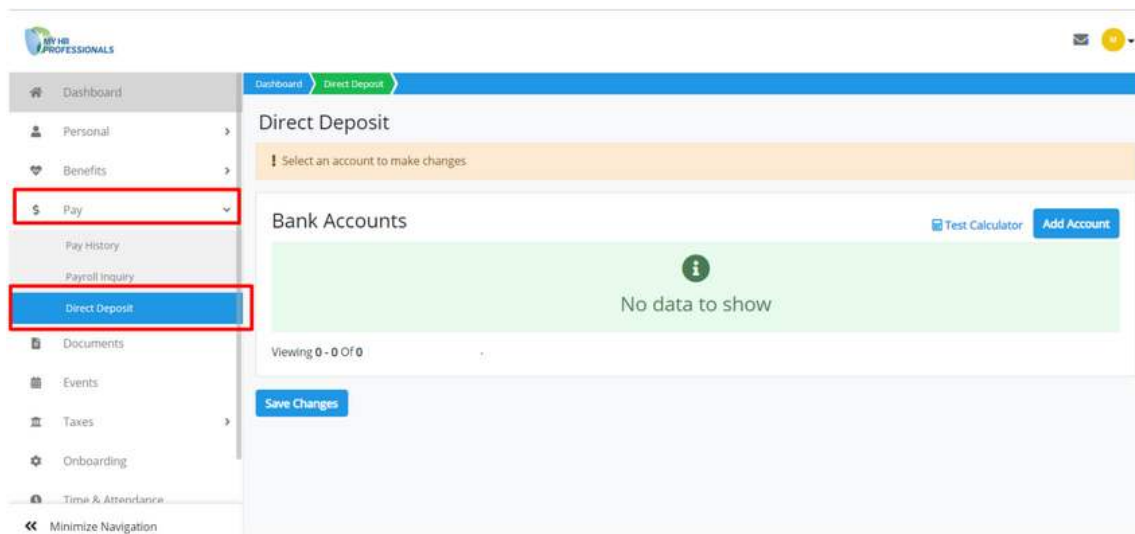 MY HR
PROFESSIONALS
M
Dashboard
Personal
Benefits
Pay
Pay History
Payroll Inquiry
Direct Deposit
Documents
Events
Taxes
Onboarding
Time & Attendance
Minimize Navigation
Dashboard Direct Deposit
Direct Deposit
! Select an account to make changes
Bank Accounts
Test Calculator Add Account
No data to show
Viewing 0 - 0 Of 0
Save Changes